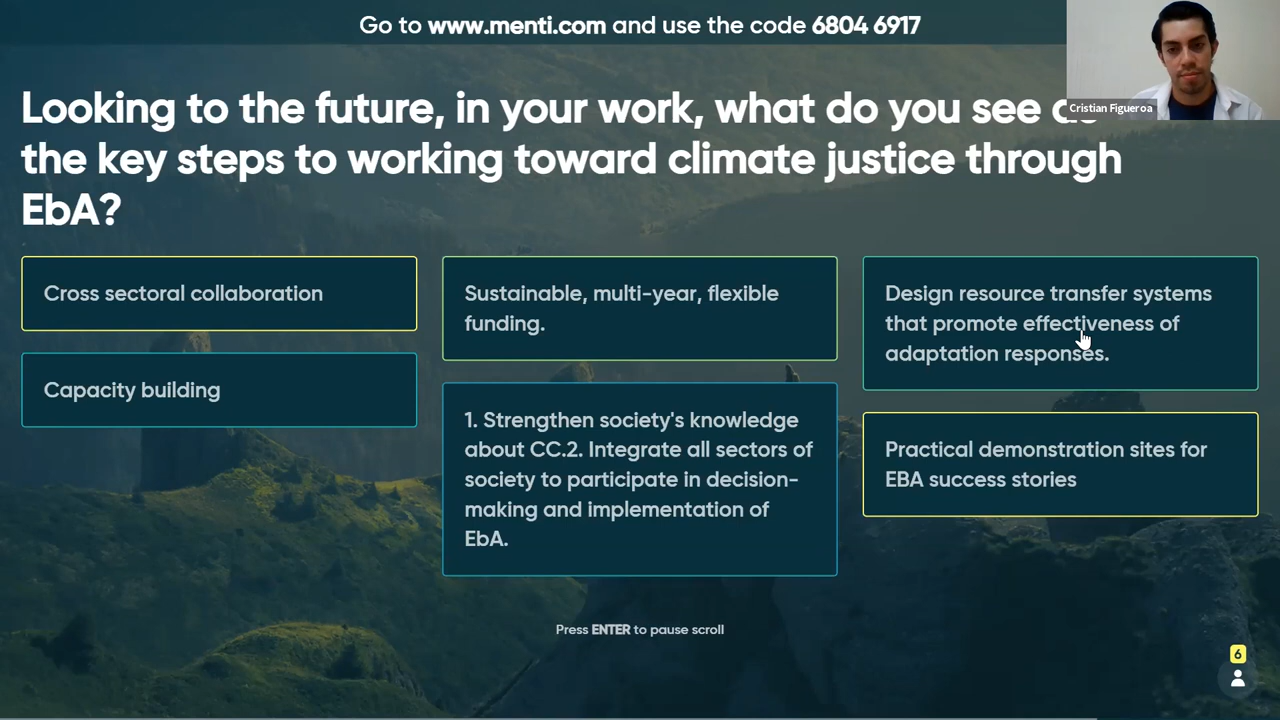 Go to www.menti.com and use the code 6804 6917
Cristian Figueroa
Looking to the future, in your work, what do you see as
the key steps to working toward climate justice through
EbA?
Cross sectoral collaboration
Capacity building
Sustainable, multi-year, flexible
funding.
1. Strengthen society's knowledge
about CC.2. Integrate all sectors of
society to participate in decision-
making and implementation of
EbA.
Design resource transfer systems
that promote effectiveness of
adaptation responses.
Practical demonstration sites for
EBA success stories
Press ENTER to pause scroll
6